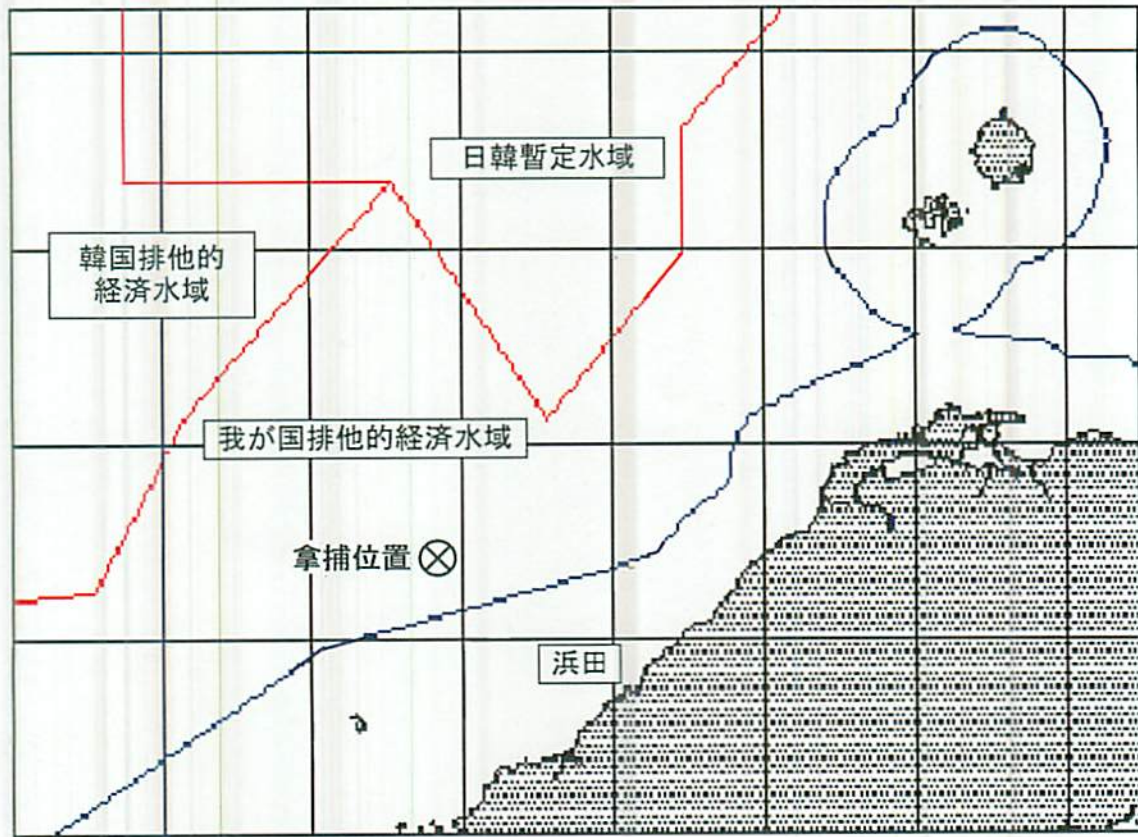 日韓暫定水域
韓国排他的
経済水域
我が国排他的経済水域
拿捕位置
浜田